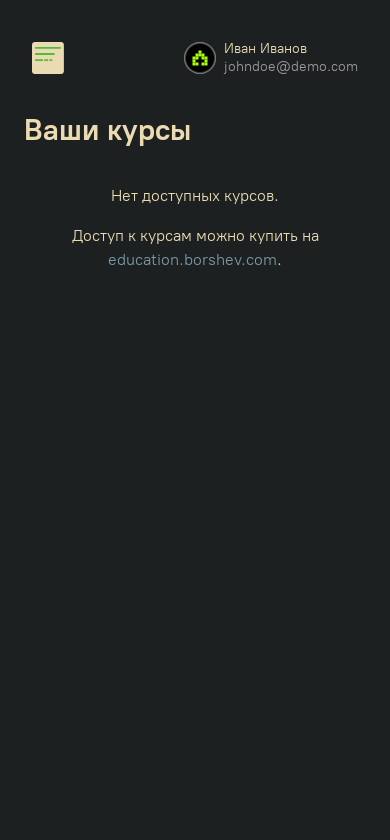 Иван Иванов
johndoe@demo.com
Ваши курсы
Нет доступных курсов.
Доступ к курсам можно купить на
education.borshev.com.